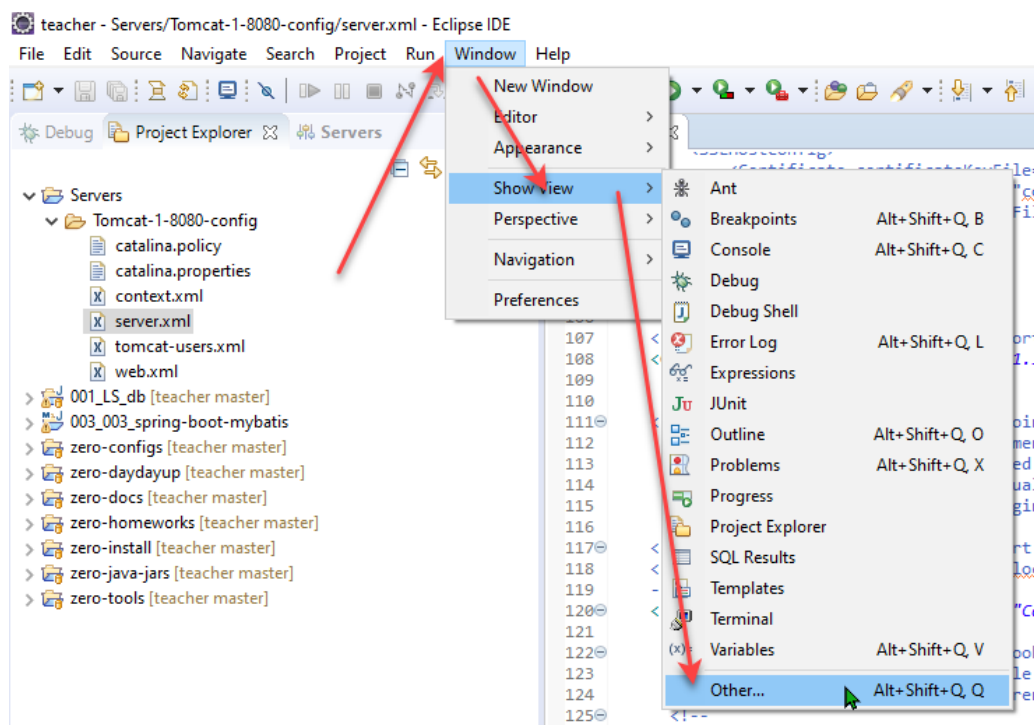 teacher - Servers/Tomcat-1-8080-config/server.xml - Eclipse IDE
File Edit Source Navigate Search Project Run Window Help
Debug Project Explorer Servers
New Window
Editor
Appearance
Show View
Perspective
Navigation
Preferences
Servers
Tomcat-1-8080-config
catalina.policy
catalina.properties
context.xml
server.xml
tomcat-users.xml
web.xml
001_LS_db [teacher master]
003_003_spring-boot-mybatis
zero-configs [teacher master]
zero-daydayup [teacher master]
zero-docs [teacher master]
zero-homeworks [teacher master]
zero-install [teacher master]
zero-java-jars [teacher master]
zero-tools [teacher master]
Ant
Breakpoints Alt+Shift+Q, B
Console Alt+Shift+Q, C
Debug
Debug Shell
Error Log Alt+Shift+Q, L
Expressions
JUnit
Outline Alt+Shift+Q, O
Problems Alt+Shift+Q, X
Progress
Project Explorer
SQL Results
Templates
Terminal
Variables Alt+Shift+Q, V
Other... Alt+Shift+Q, Q
107
108
109
110
111
112
113
114
115
116
117
118
119
120
121
122
123
124
125 <!--